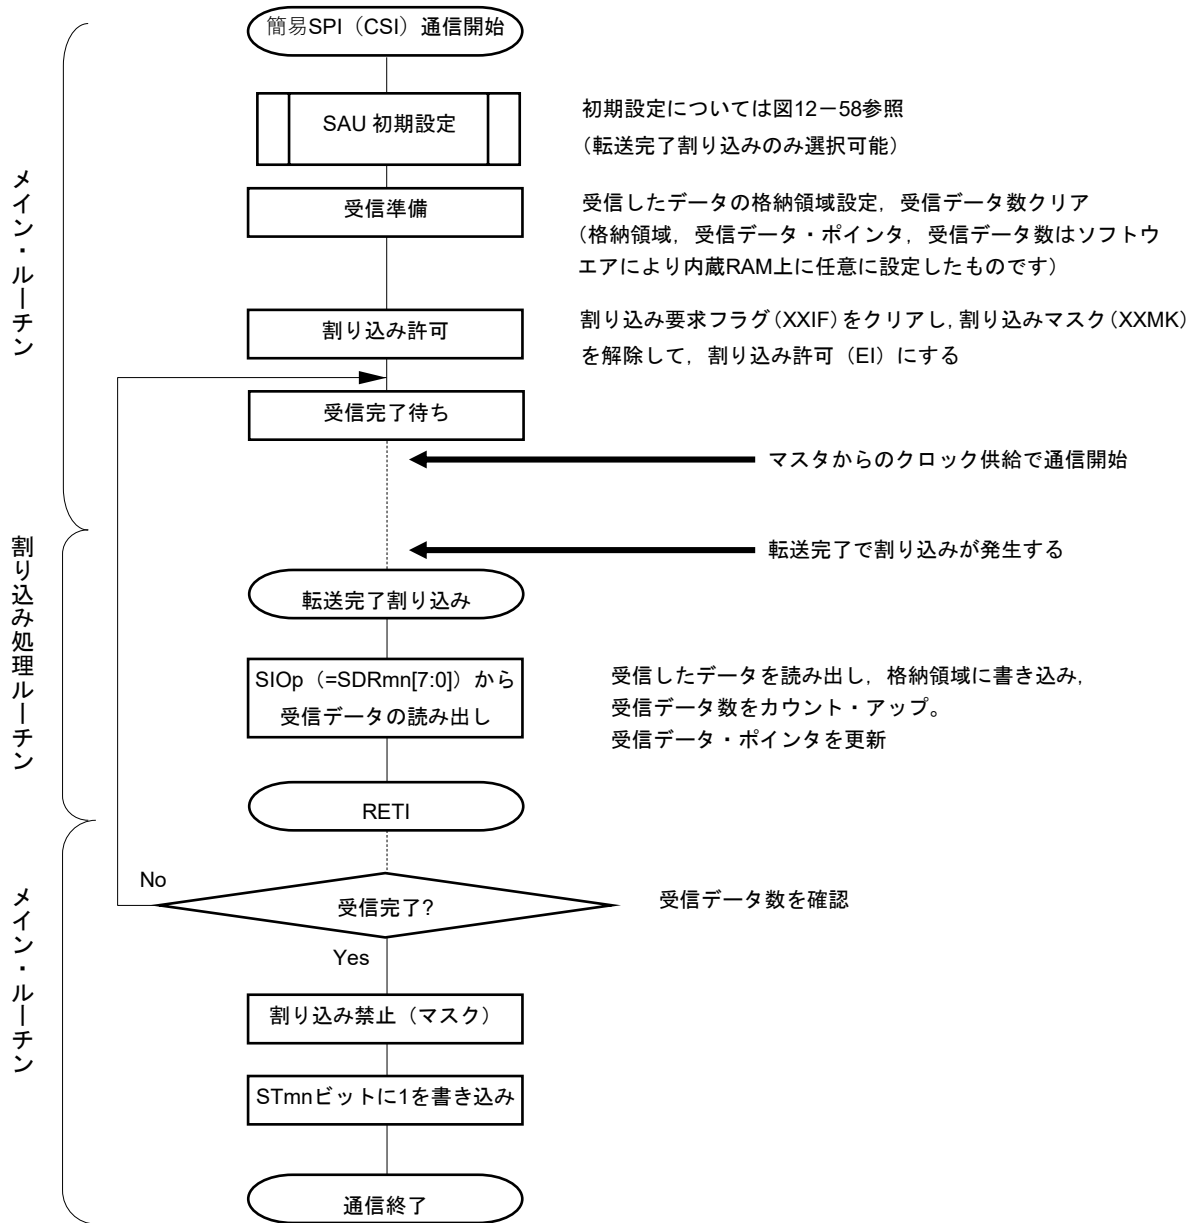 簡易SPI（CSI）通信開始
SAU 初期設定
初期設定については図12－58参照
（転送完了割り込みのみ選択可能）
メイン・ルーチン
受信準備
受信したデータの格納領域設定，受信データ数クリア
（格納領域，受信データ・ポインタ，受信データ数はソフトウ
エアにより内蔵RAM上に任意に設定したものです）
割り込み許可
割り込み要求フラグ（XXIF）をクリアし，割り込みマスク（XXMK）
を解除して，割り込み許可（EI）にする
受信完了待ち
マスタからのクロック供給で通信開始
転送完了で割り込みが発生する
割り込み処理ルーチン
転送完了割り込み
SIOp（=SDRmn[7:0]）から
受信データの読み出し
受信したデータを読み出し，格納領域に書き込み，
受信データ数をカウント・アップ。
受信データ・ポインタを更新
RETI
メイン・ルーチン
No
受信完了?
受信データ数を確認
Yes
割り込み禁止（マスク）
STmnビットに1を書き込み
通信終了